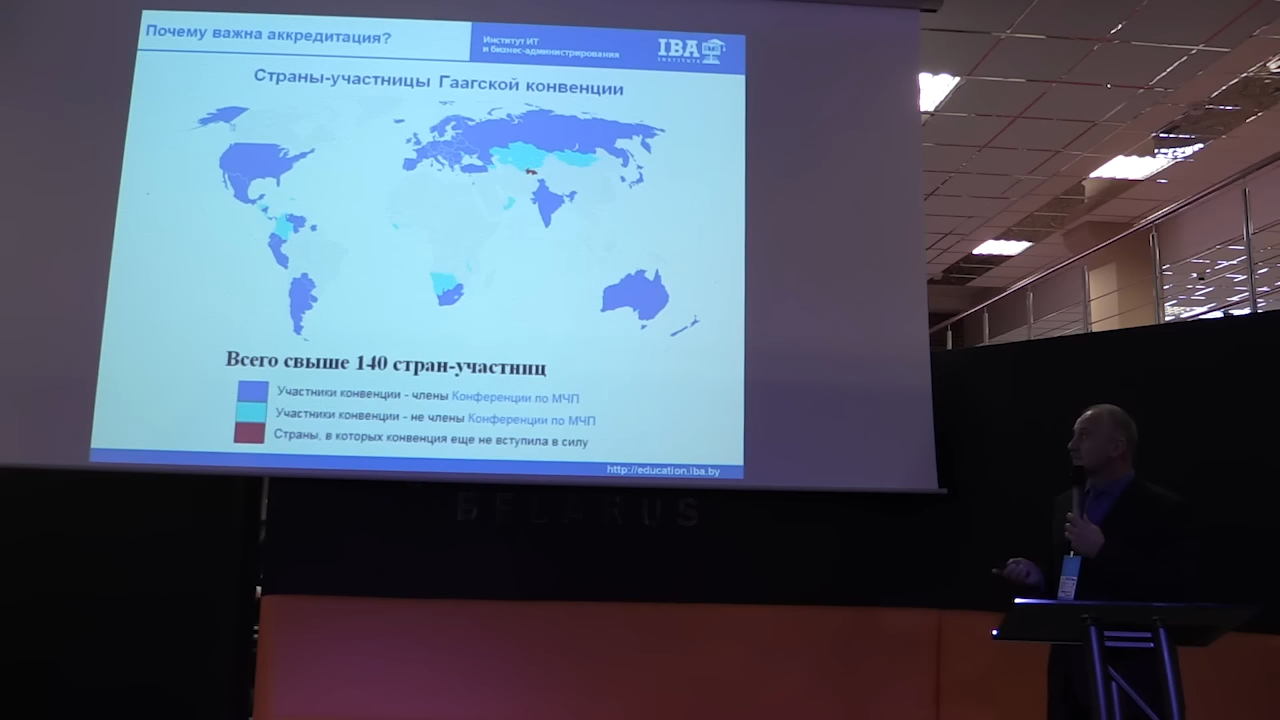 Почему важна аккредитация?
Институт ИТ
и бизнес-администрирования
IBA
INSTITUTE
Страны-участницы Гаагской конвенции
Всего свыше 140 стран-участниц
Участники конвенции - члены Конференции по МЧП
Участники конвенции - не члены Конференции по МЧП
Страны, в которых конвенция еще не вступила в силу
http://education.iba.by
BELARUS